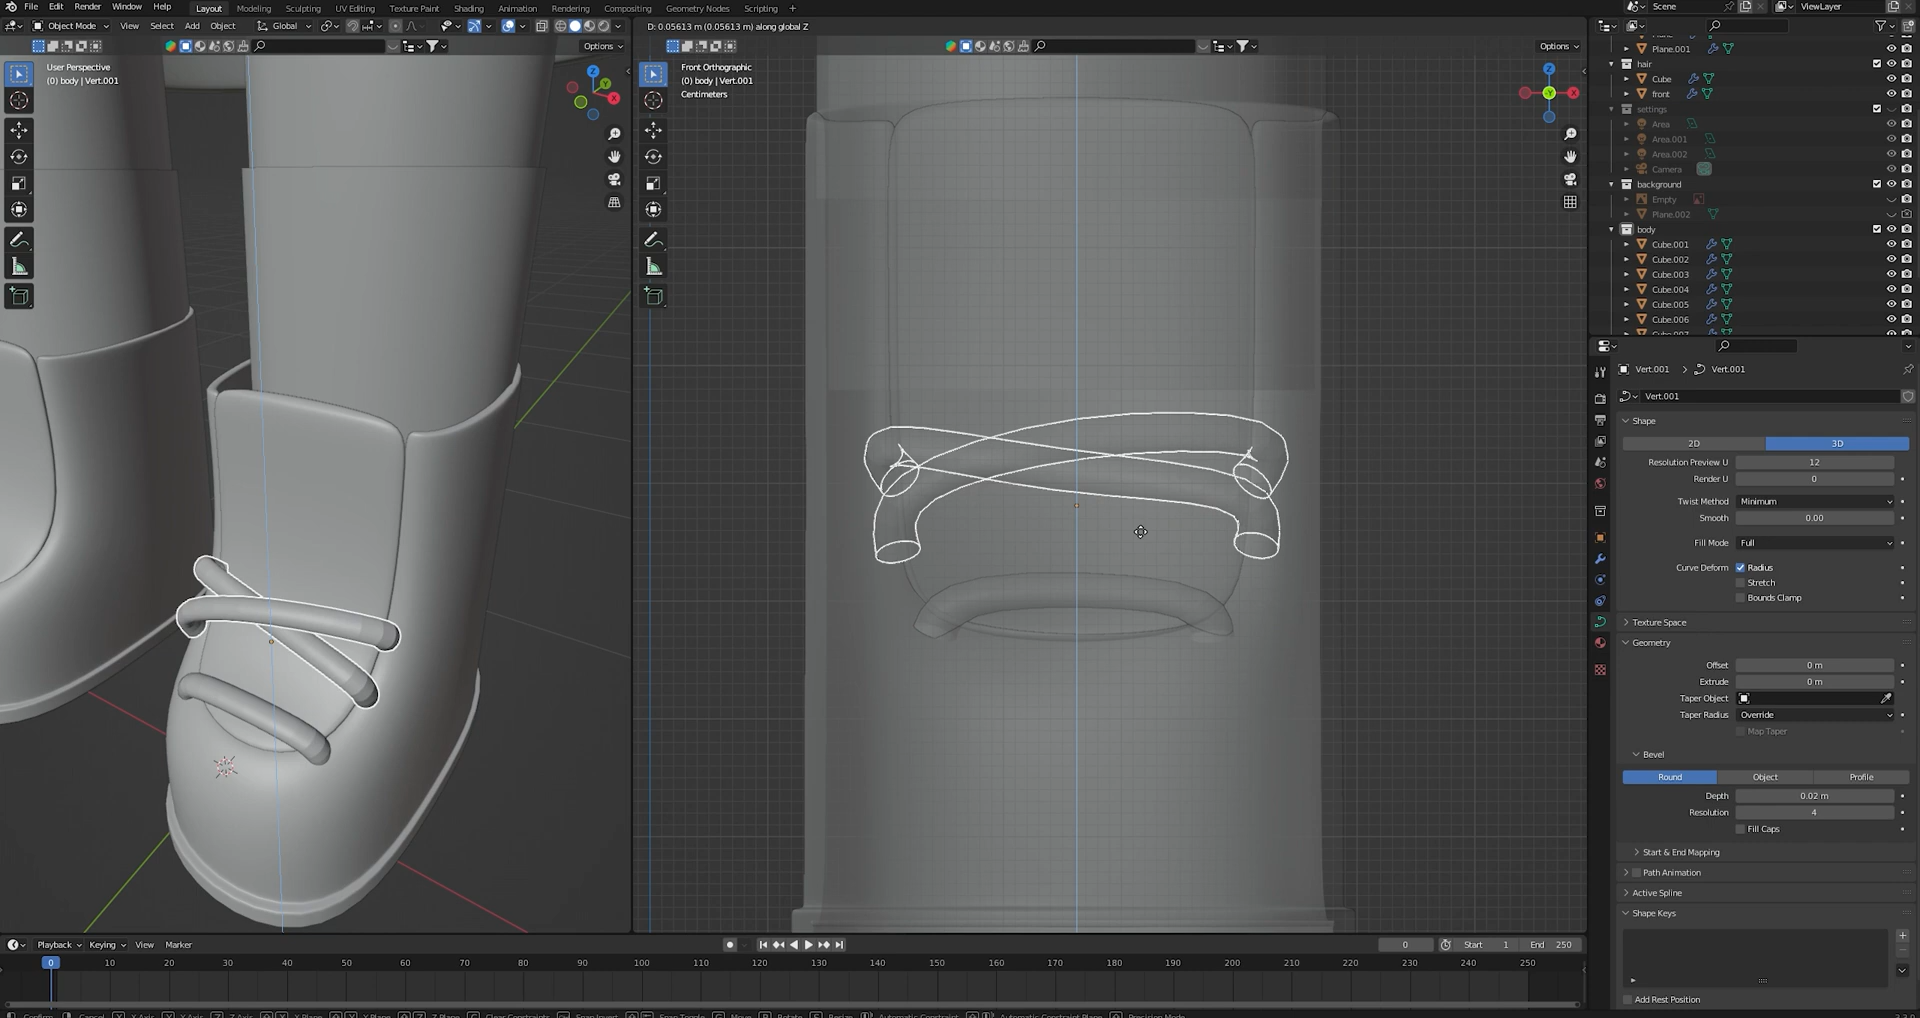 File Edit Render Window Help Layout Modeling Sculpting UV Editing Texture Paint Shading Animation Rendering Compositing Geometry Nodes Scripting + Scene ViewLayer
Object Mode View Select Add Object Global D: 0.05613 m (0.05613 m) along global Z
Options Options
User Perspective
(0) body | Vert.001
Front Orthographic
(0) body | Vert.001
Centimeters
Z
Y
X
Z
Y
X
Plane.001
hair
Cube
front
settings
Area
Area.001
Area.002
Camera
background
Empty
Plane.002
body
Cube.001
Cube.002
Cube.003
Cube.004
Cube.005
Cube.006
Vert.001 > Vert.001
Vert.001
Shape
2D 3D
Resolution Preview U 12
Render U 0
Twist Method Minimum
Smooth 0.00
Fill Mode Full
Curve Deform Radius
Stretch
Bounds Clamp
Texture Space
Geometry
Offset 0 m
Extrude 0 m
Taper Object
Taper Radius Override
Map Taper
Bevel
Round Object Profile
Depth 0.02 m
Resolution 4
Fill Caps
Start & End Mapping
Path Animation
Active Spline
Shape Keys
Add Rest Position
Playback Keying View Marker 0 Start 1 End 250
0 10 20 30 40 50 60 70 80 90 100 110 120 130 140 150 160 170 180 190 200 210 220 230 240 250